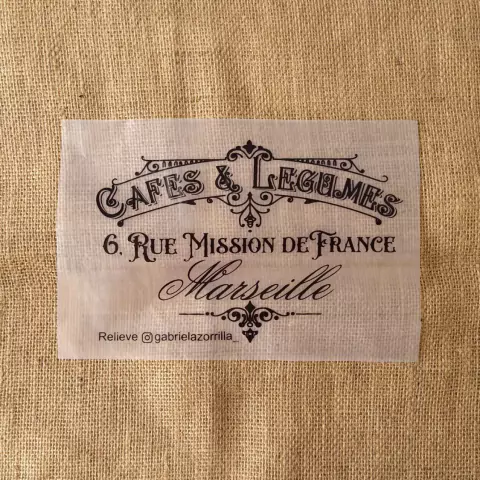 CAFES & LEGUMES
6, RUE MISSION DE FRANCE
Marseille
Relieve gabrielazorrilla_